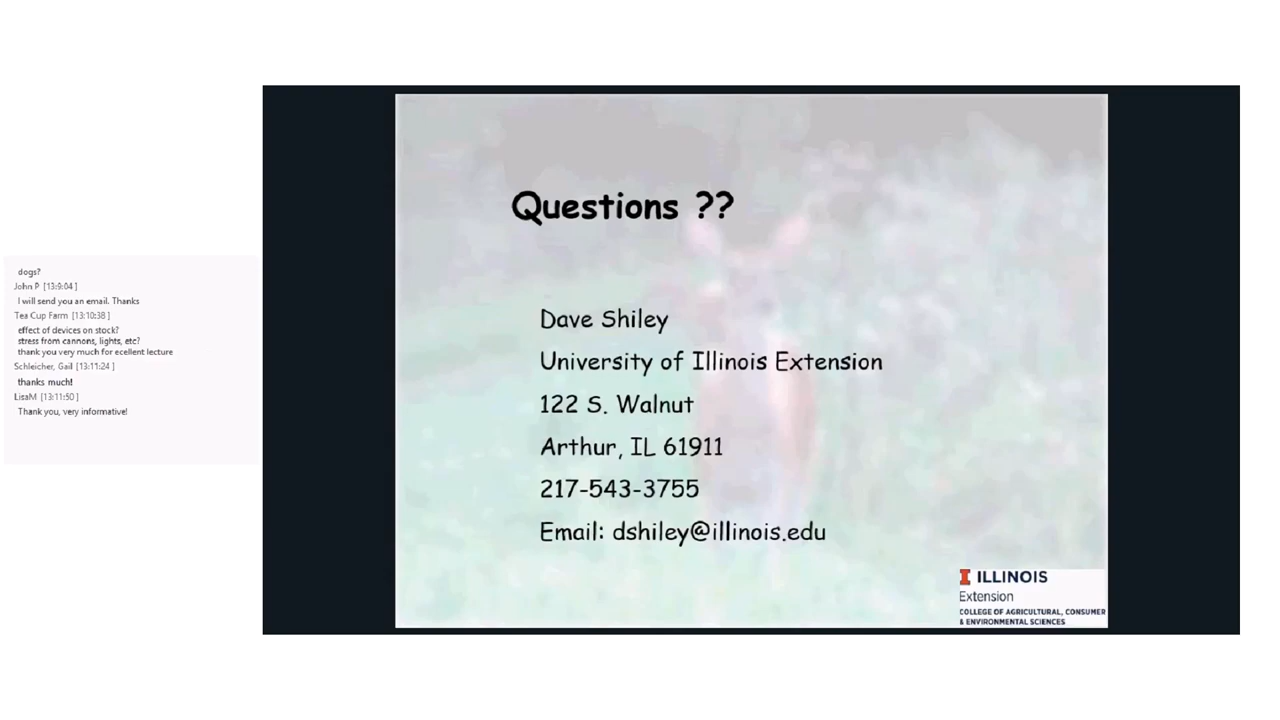 dogs?
John P [13:9:04 ]
I will send you an email. Thanks
Tea Cup Farm [13:10:38 ]
effect of devices on stock?
stress from cannons, lights, etc?
thank you very much for ecellent lecture
Schleicher, Gail [13:11:24 ]
thanks much!
LisaM [13:11:50 ]
Thank you, very informative!
Questions ??
Dave Shiley
University of Illinois Extension
122 S. Walnut
Arthur, IL 61911
217-543-3755
Email: dshiley@illinois.edu
I ILLINOIS
Extension
COLLEGE OF AGRICULTURAL, CONSUMER
& ENVIRONMENTAL SCIENCES